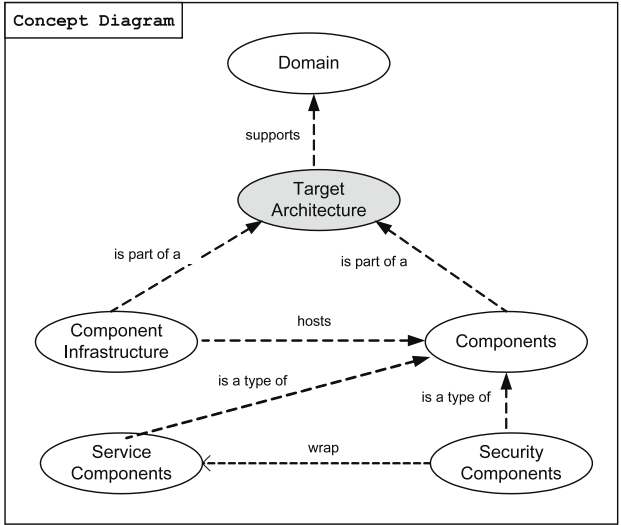 Concept Diagram
Domain
supports
Target
Architecture
is part of a
is part of a
hosts
Component
Infrastructure
Components
is a type of
is a type of
Service
Components
wrap
Security
Components